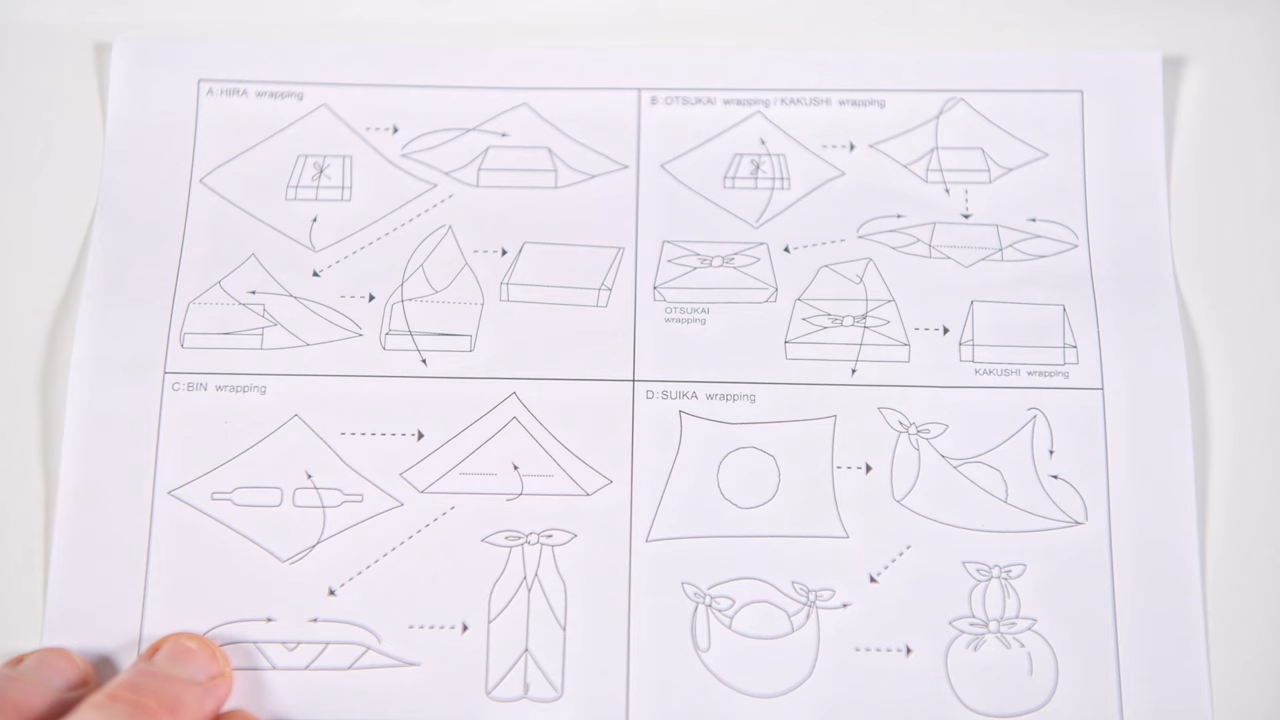 A:HIRA wrapping
B:OTSUKAI wrapping / KAKUSHI wrapping
OTSUKAI
wrapping
KAKUSHI wrapping
C:BIN wrapping
D:SUIKA wrapping